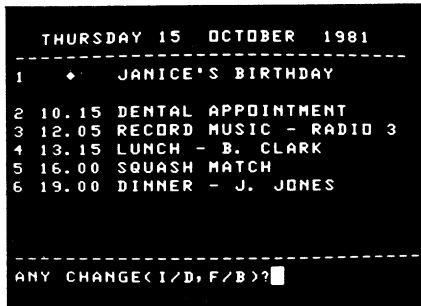 THURSDAY 15 OCTOBER 1981
1 ◆ JANICE'S BIRTHDAY
2 10.15 DENTAL APPOINTMENT
3 12.05 RECORD MUSIC - RADIO 3
4 13.15 LUNCH - B. CLARK
5 16.00 SQUASH MATCH
6 19.00 DINNER - J. JONES
ANY CHANGE(I/D,F/B)?